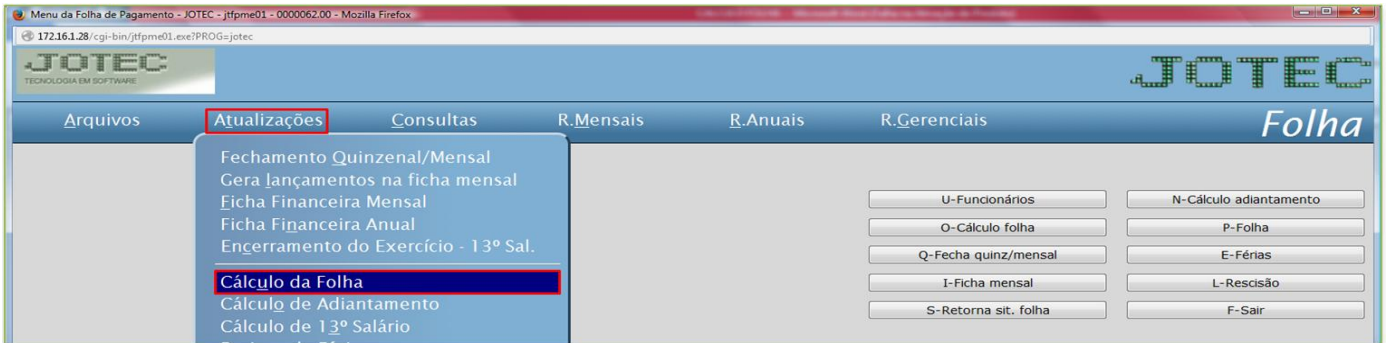 Menu da Folha de Pagamento - JOTEC - jtfpme01 - 0000062.00 - Mozilla Firefox
172.16.1.28/cgi-bin/jtfpme01.exe?PROG=jotec
JOTEC
TECNOLOGIA EM SOFTWARE
JOTEC
Arquivos Atualizações Consultas R.Mensais R.Anuais R.Gerenciais Folha
Fechamento Quinzenal/Mensal
Gera lançamentos na ficha mensal
Ficha Financeira Mensal
Ficha Financeira Anual
Encerramento do Exercício - 13º Sal.
Cálculo da Folha
Cálculo de Adiantamento
Cálculo de 13º Salário
U-Funcionários N-Cálculo adiantamento
O-Cálculo folha P-Folha
Q-Fecha quinz/mensal E-Férias
I-Ficha mensal L-Rescisão
S-Retorna sit. folha F-Sair